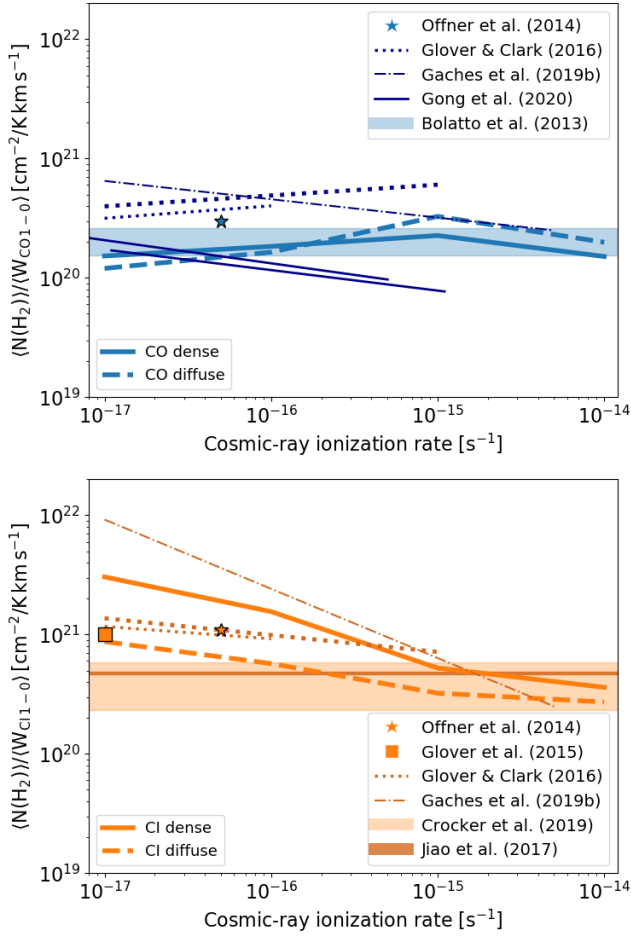 10^22
10^21
10^20
10^19
⟨N(H₂)⟩/⟨W_CO1−0⟩ [cm⁻²/K km s⁻¹]
Offner et al. (2014)
Glover & Clark (2016)
Gaches et al. (2019b)
Gong et al. (2020)
Bolatto et al. (2013)
CO dense
CO diffuse
10^-17
10^-16
10^-15
10^-14
Cosmic-ray ionization rate [s⁻¹]
10^22
10^21
10^20
10^19
⟨N(H₂)⟩/⟨W_CI1−0⟩ [cm⁻²/K km s⁻¹]
Offner et al. (2014)
Glover et al. (2015)
Glover & Clark (2016)
Gaches et al. (2019b)
Crocker et al. (2019)
Jiao et al. (2017)
CI dense
CI diffuse
10^-17
10^-16
10^-15
10^-14
Cosmic-ray ionization rate [s⁻¹]